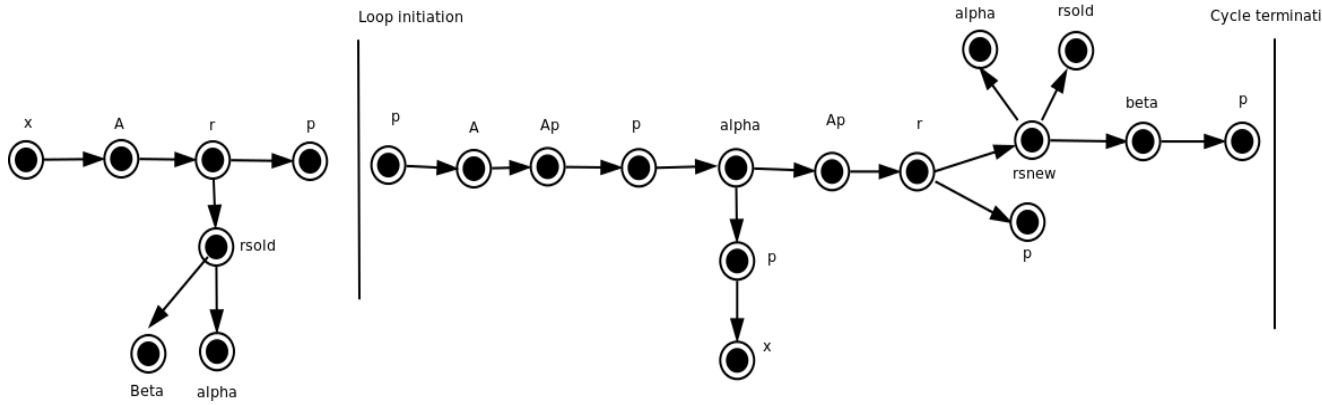 Loop initiation
alpha
rsold
Cycle terminati
x
A
r
p
p
A
Ap
p
alpha
Ap
r
beta
p
rsnew
rsold
p
p
x
Beta
alpha